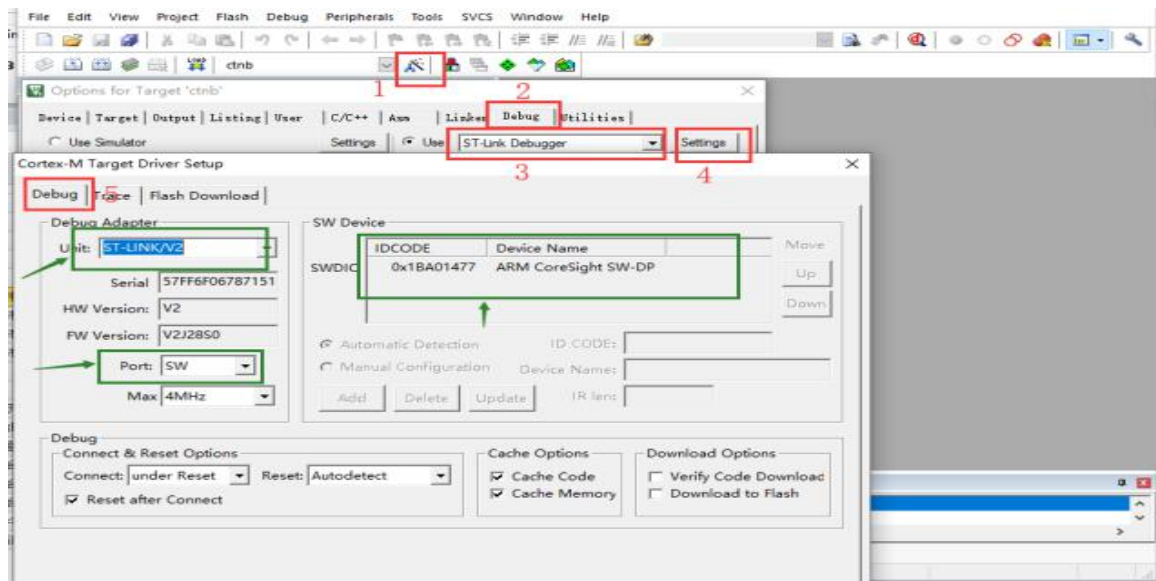 File Edit View Project Flash Debug Peripherals Tools SVCS Window Help
ctnb
1
2
Options for Target 'ctnb'
Device Target Output Listing User C/C++ Asm Linker Debug Utilities
Use Simulator Settings Use ST-Link Debugger Settings
3
4
Cortex-M Target Driver Setup
Debug Trace Flash Download
5
Debug Adapter
Unit: ST-LINK/V2
Serial 57FF6F06787151
HW Version: V2
FW Version: V2J28S0
Port: SW
Max 4MHz
SW Device
IDCODE Device Name
SWDIO 0x1BA01477 ARM CoreSight SW-DP
Move
Up
Down
Automatic Detection ID CODE:
Manual Configuration Device Name:
Add Delete Update IR len:
Debug
Connect & Reset Options
Connect: under Reset Reset: Autodetect
Reset after Connect
Cache Options
Cache Code
Cache Memory
Download Options
Verify Code Download
Download to Flash